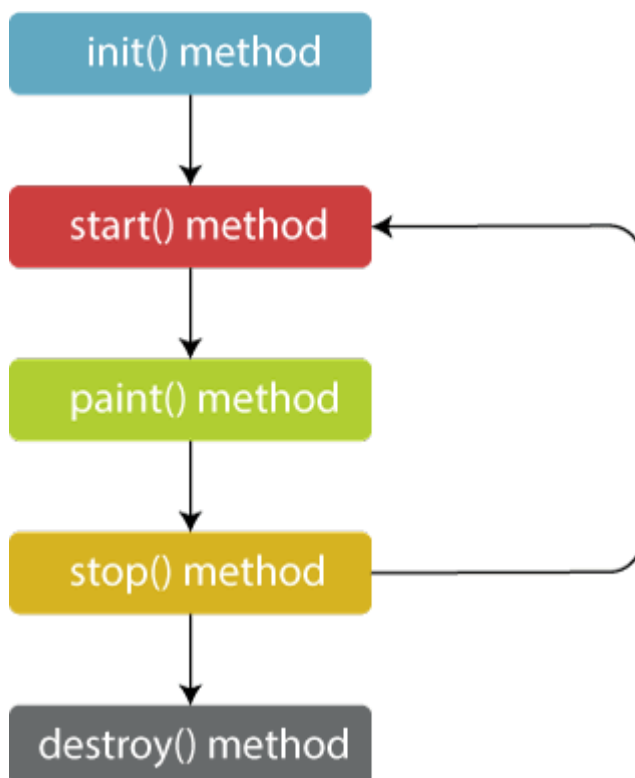 init() method
start() method
paint() method
stop() method
destroy() method